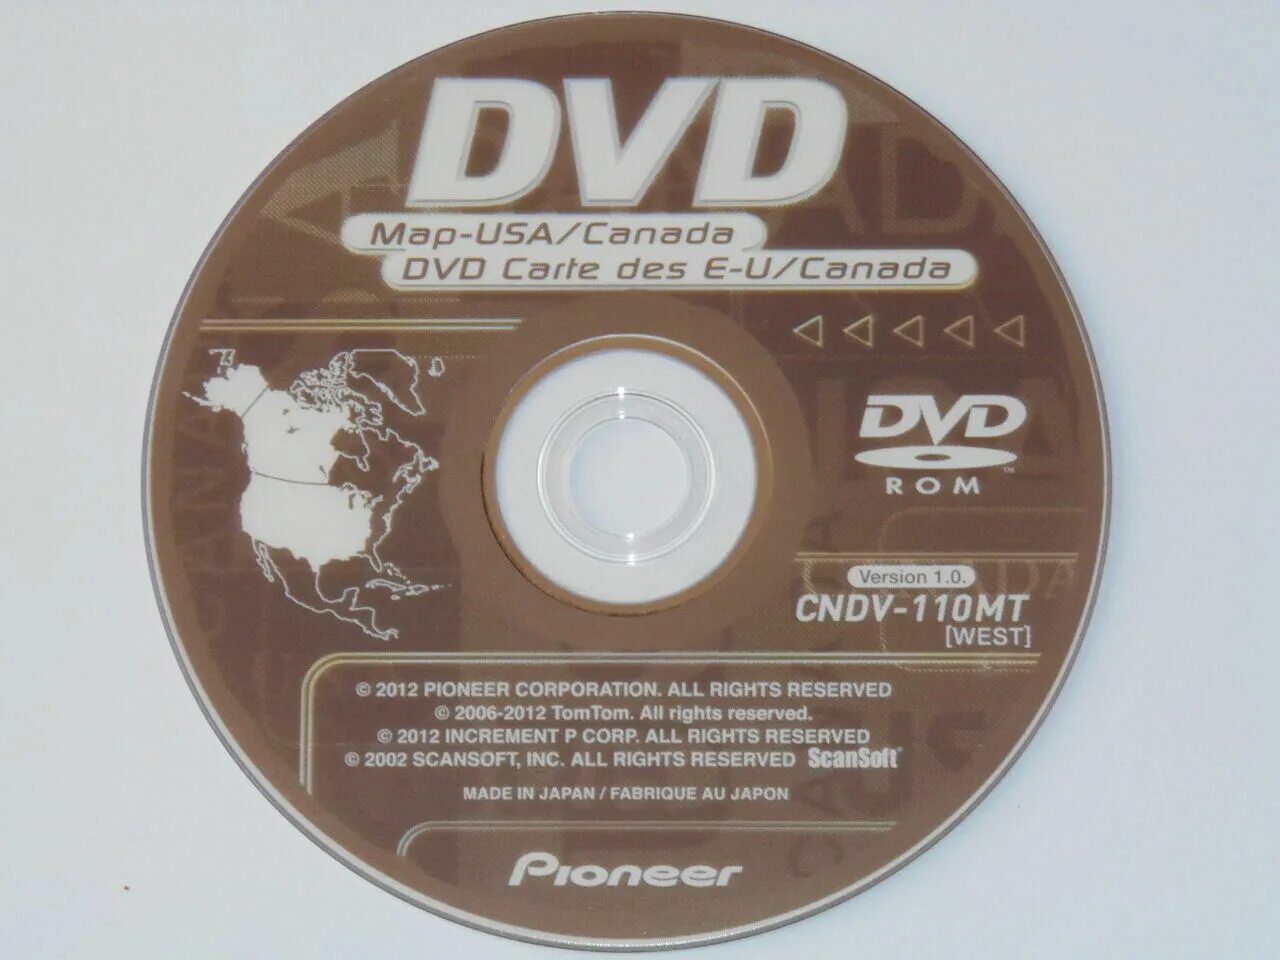 DVD
Map-USA/Canada
DVD Carte des E-U/Canada
DVD
™
ROM
Version 1.0.
CNDV-110MT
[WEST]
© 2012 PIONEER CORPORATION. ALL RIGHTS RESERVED
© 2006-2012 TomTom. All rights reserved.
© 2012 INCREMENT P CORP. ALL RIGHTS RESERVED
© 2002 SCANSOFT, INC. ALL RIGHTS RESERVED ScanSoft®
MADE IN JAPAN / FABRIQUE AU JAPON
Pioneer